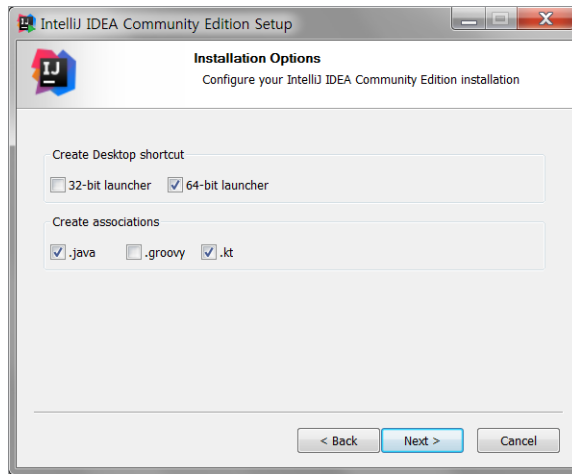 IntelliJ IDEA Community Edition Setup
IJ
Installation Options
Configure your IntelliJ IDEA Community Edition installation
Create Desktop shortcut
32-bit launcher 64-bit launcher
Create associations
.java .groovy .kt
< Back Next > Cancel